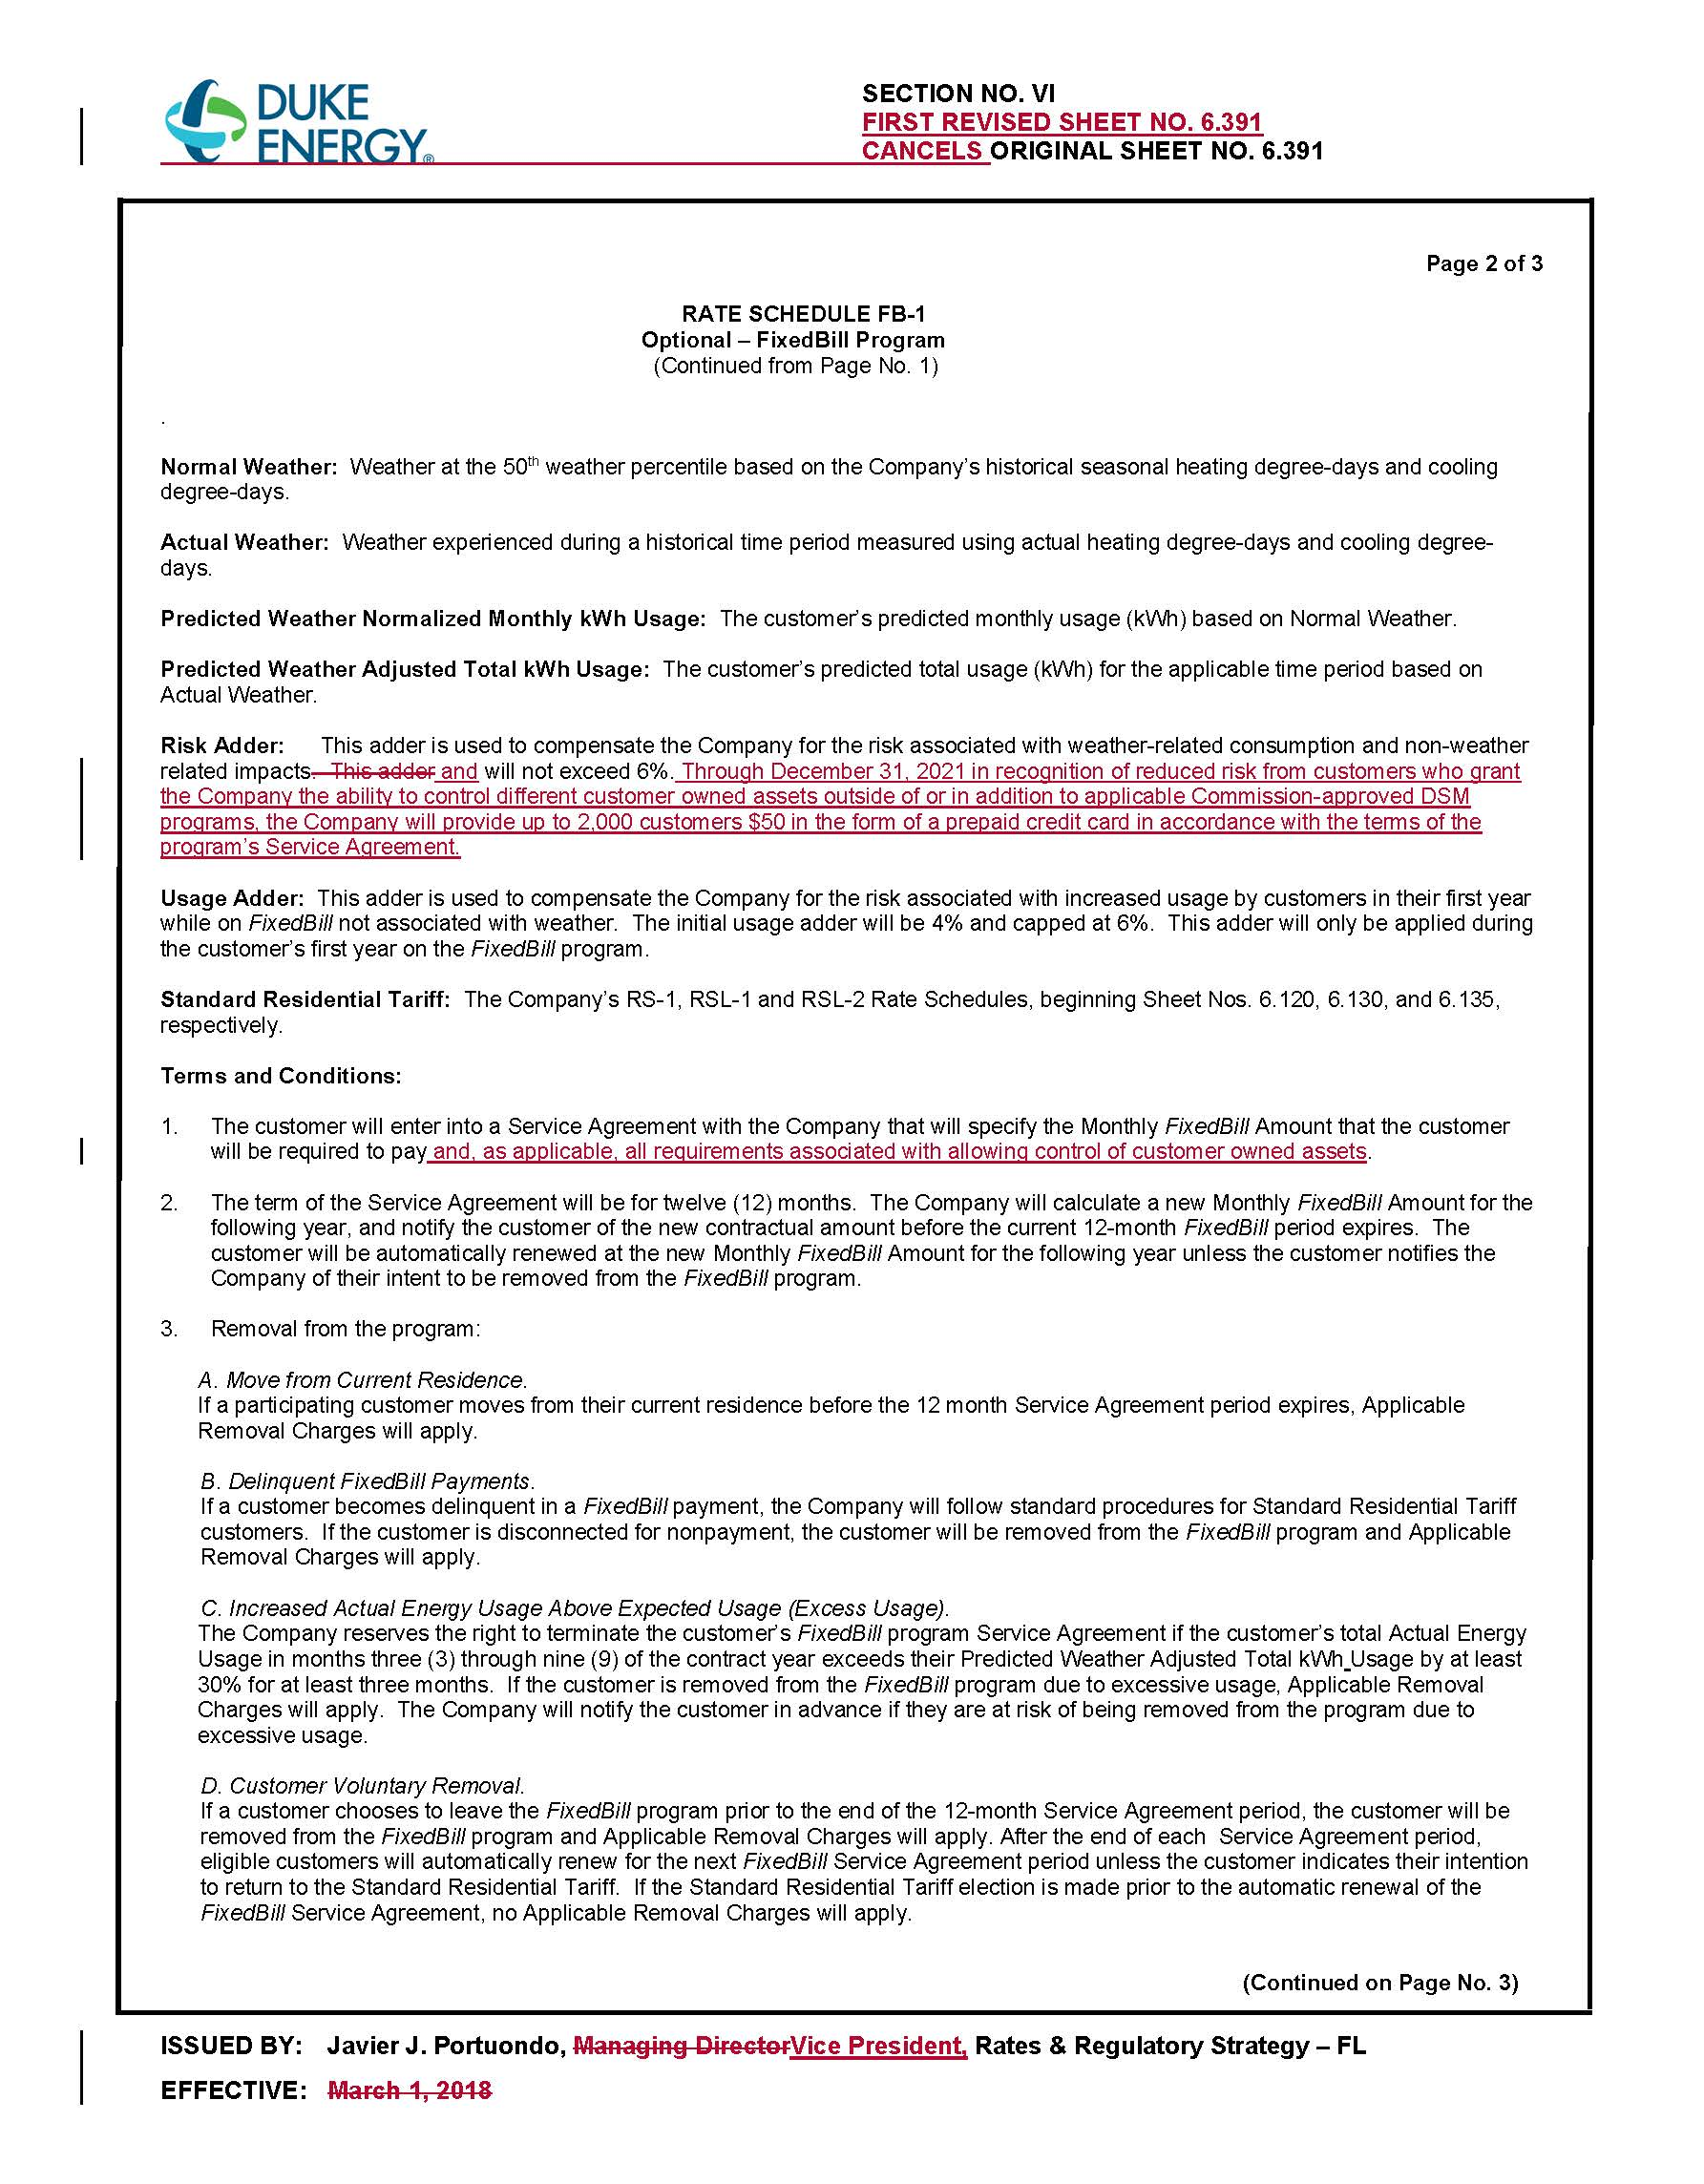 DUKE
ENERGY®
SECTION NO. VI
FIRST REVISED SHEET NO. 6.391
CANCELS ORIGINAL SHEET NO. 6.391
Page 2 of 3
RATE SCHEDULE FB-1
Optional – FixedBill Program
(Continued from Page No. 1)
.
Normal Weather: Weather at the 50th weather percentile based on the Company’s historical seasonal heating degree-days and cooling
degree-days.
Actual Weather: Weather experienced during a historical time period measured using actual heating degree-days and cooling degree-
days.
Predicted Weather Normalized Monthly kWh Usage: The customer’s predicted monthly usage (kWh) based on Normal Weather.
Predicted Weather Adjusted Total kWh Usage: The customer’s predicted total usage (kWh) for the applicable time period based on
Actual Weather.
Risk Adder: This adder is used to compensate the Company for the risk associated with weather-related consumption and non-weather
related impacts. This adder and will not exceed 6%. Through December 31, 2021 in recognition of reduced risk from customers who grant
the Company the ability to control different customer owned assets outside of or in addition to applicable Commission-approved DSM
programs, the Company will provide up to 2,000 customers $50 in the form of a prepaid credit card in accordance with the terms of the
program’s Service Agreement.
Usage Adder: This adder is used to compensate the Company for the risk associated with increased usage by customers in their first year
while on FixedBill not associated with weather. The initial usage adder will be 4% and capped at 6%. This adder will only be applied during
the customer’s first year on the FixedBill program.
Standard Residential Tariff: The Company’s RS-1, RSL-1 and RSL-2 Rate Schedules, beginning Sheet Nos. 6.120, 6.130, and 6.135,
respectively.
Terms and Conditions:
1. The customer will enter into a Service Agreement with the Company that will specify the Monthly FixedBill Amount that the customer
will be required to pay and, as applicable, all requirements associated with allowing control of customer owned assets.
2. The term of the Service Agreement will be for twelve (12) months. The Company will calculate a new Monthly FixedBill Amount for the
following year, and notify the customer of the new contractual amount before the current 12-month FixedBill period expires. The
customer will be automatically renewed at the new Monthly FixedBill Amount for the following year unless the customer notifies the
Company of their intent to be removed from the FixedBill program.
3. Removal from the program:
A. Move from Current Residence.
If a participating customer moves from their current residence before the 12 month Service Agreement period expires, Applicable
Removal Charges will apply.
B. Delinquent FixedBill Payments.
If a customer becomes delinquent in a FixedBill payment, the Company will follow standard procedures for Standard Residential Tariff
customers. If the customer is disconnected for nonpayment, the customer will be removed from the FixedBill program and Applicable
Removal Charges will apply.
C. Increased Actual Energy Usage Above Expected Usage (Excess Usage).
The Company reserves the right to terminate the customer’s FixedBill program Service Agreement if the customer’s total Actual Energy
Usage in months three (3) through nine (9) of the contract year exceeds their Predicted Weather Adjusted Total kWh Usage by at least
30% for at least three months. If the customer is removed from the FixedBill program due to excessive usage, Applicable Removal
Charges will apply. The Company will notify the customer in advance if they are at risk of being removed from the program due to
excessive usage.
D. Customer Voluntary Removal.
If a customer chooses to leave the FixedBill program prior to the end of the 12-month Service Agreement period, the customer will be
removed from the FixedBill program and Applicable Removal Charges will apply. After the end of each Service Agreement period,
eligible customers will automatically renew for the next FixedBill Service Agreement period unless the customer indicates their intention
to return to the Standard Residential Tariff. If the Standard Residential Tariff election is made prior to the automatic renewal of the
FixedBill Service Agreement, no Applicable Removal Charges will apply.
(Continued on Page No. 3)
ISSUED BY: Javier J. Portuondo, Managing DirectorVice President, Rates & Regulatory Strategy – FL
EFFECTIVE: March 1, 2018